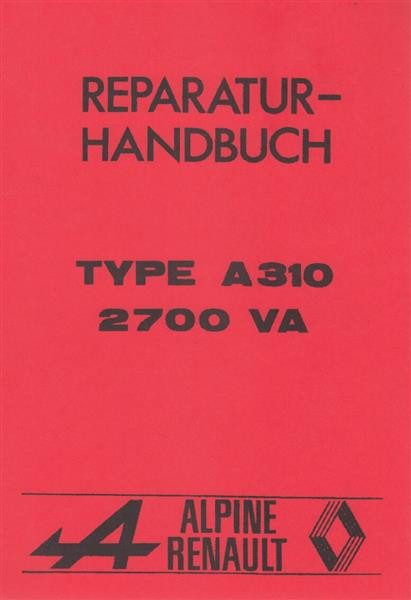 REPARATUR-
HANDBUCH
TYPE A310
2700 VA
ALPINE
RENAULT